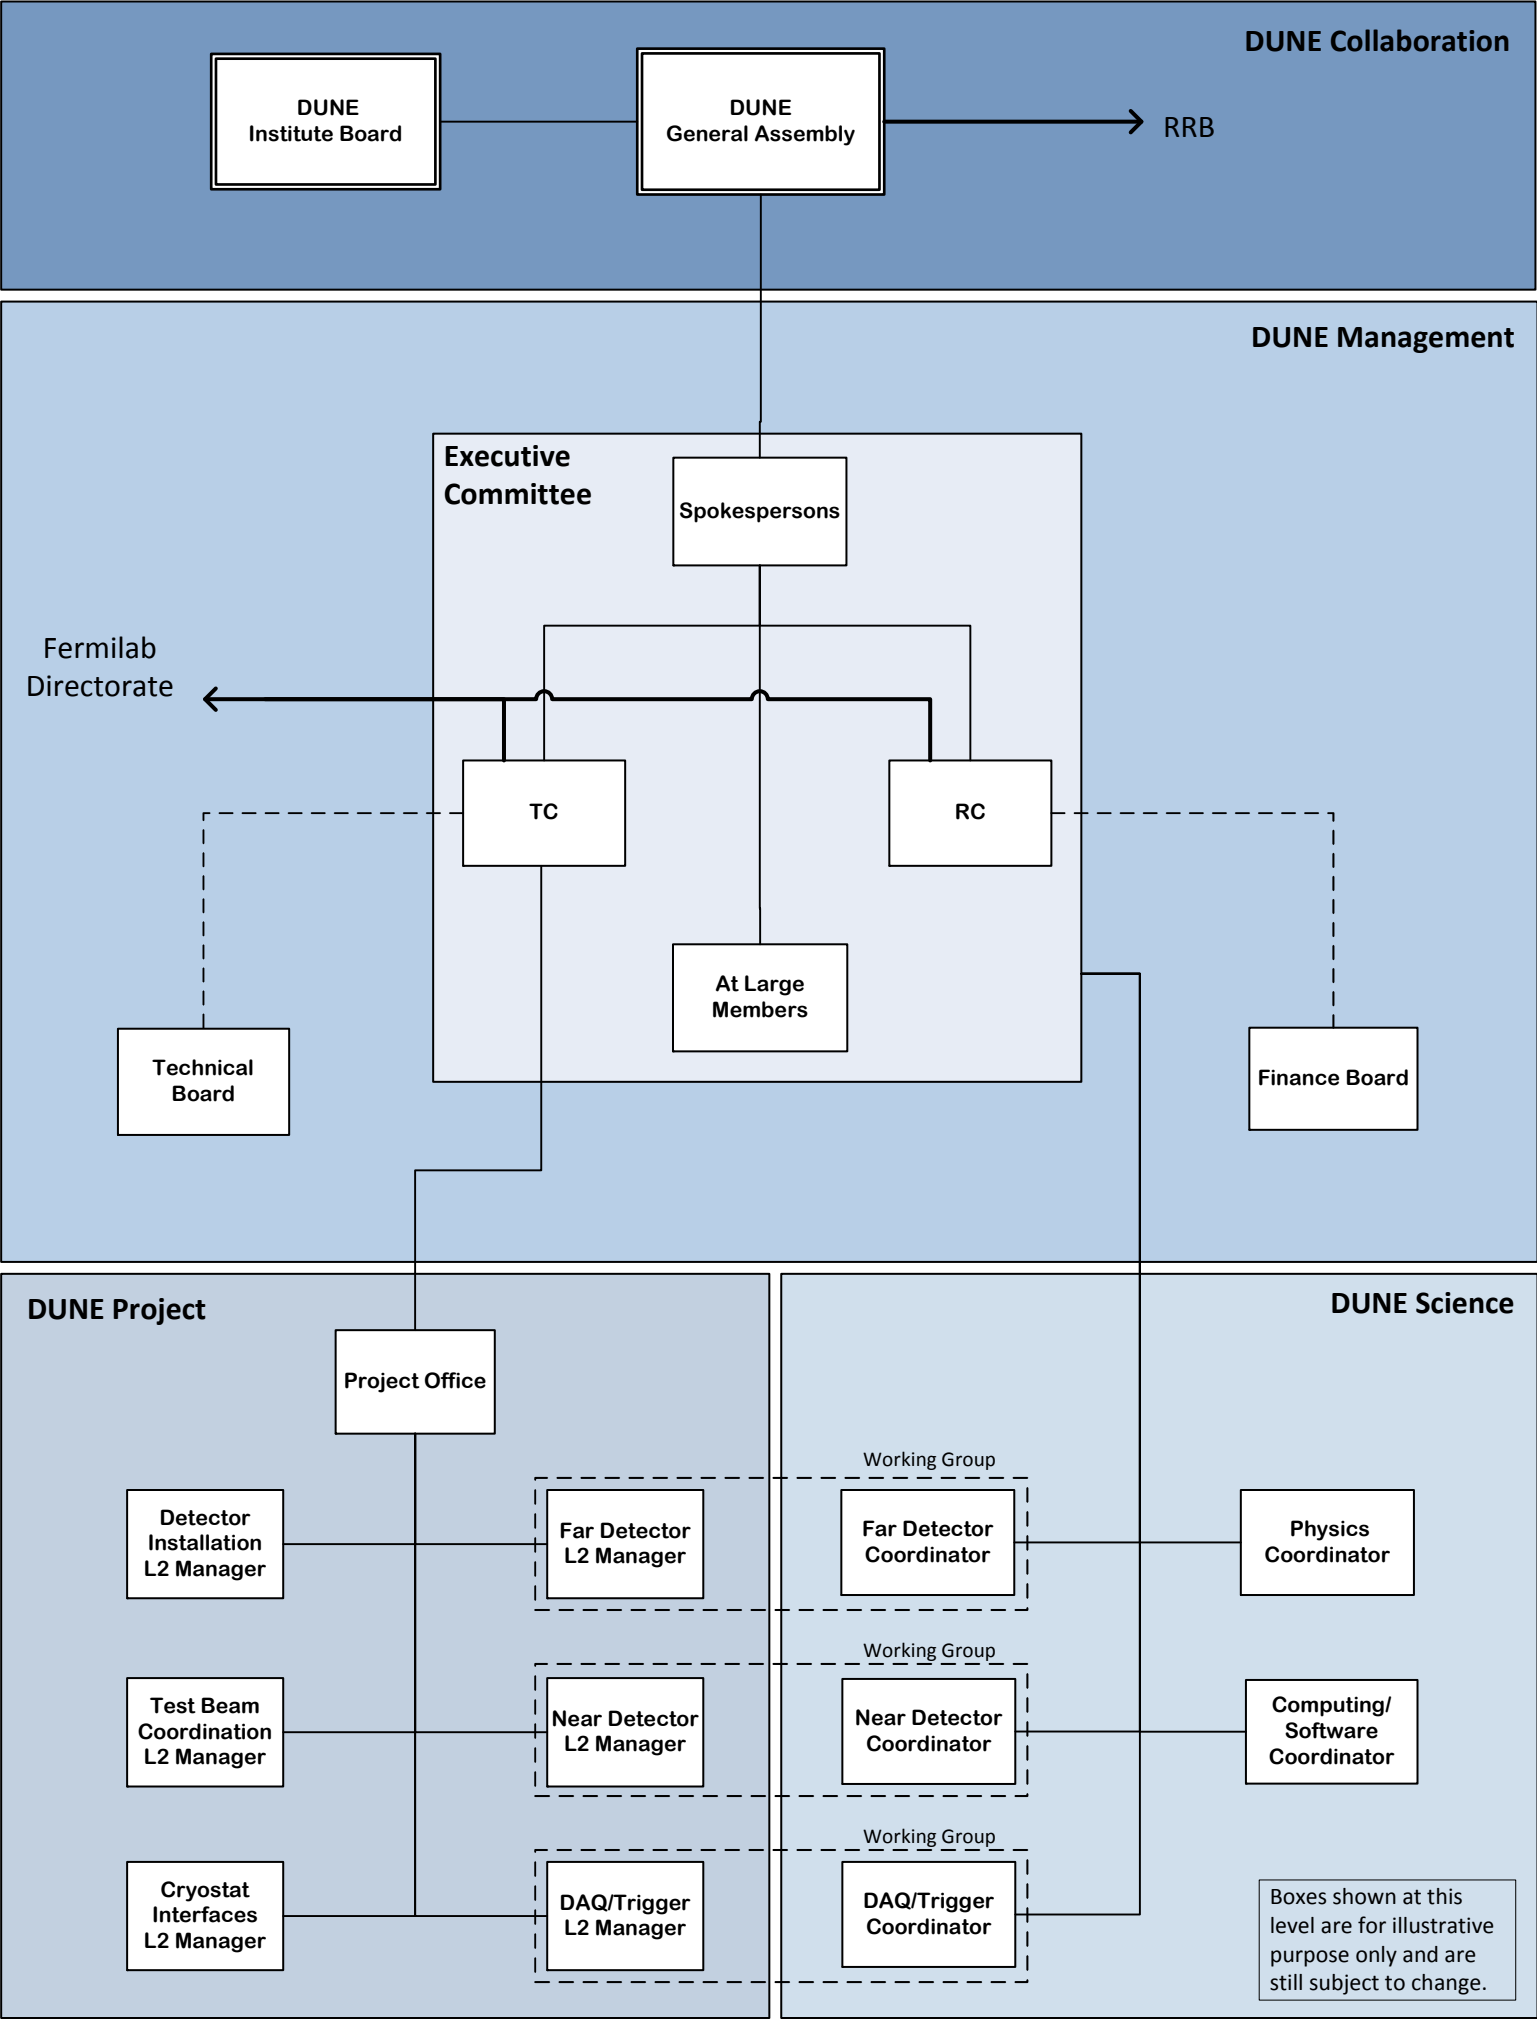 DUNE Collaboration
DUNE
Institute Board
DUNE
General Assembly
RRB
DUNE Management
Executive
Committee
Spokespersons
Fermilab
Directorate
TC
RC
At Large
Members
Technical
Board
Finance Board
DUNE Project
DUNE Science
Project Office
Working Group
Detector
Installation
L2 Manager
Far Detector
L2 Manager
Far Detector
Coordinator
Physics
Coordinator
Working Group
Test Beam
Coordination
L2 Manager
Near Detector
L2 Manager
Near Detector
Coordinator
Computing/
Software
Coordinator
Working Group
Cryostat
Interfaces
L2 Manager
DAQ/Trigger
L2 Manager
DAQ/Trigger
Coordinator
Boxes shown at this
level are for illustrative
purpose only and are
still subject to change.